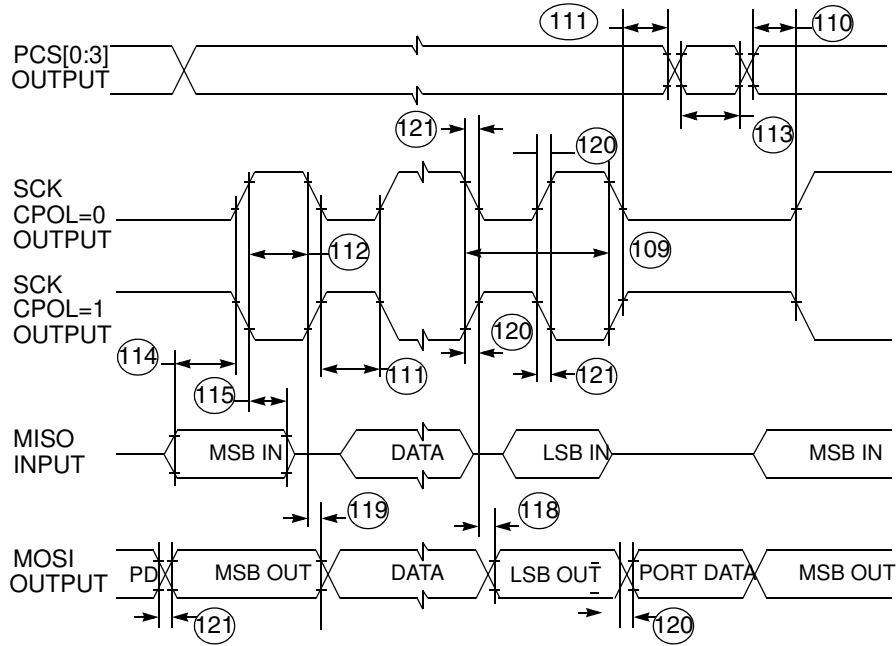 111
110
PCS[0:3]
OUTPUT
113
121
120
SCK
CPOL=0
OUTPUT
112
109
SCK
CPOL=1
OUTPUT
114
111
120
121
115
MISO
INPUT
MSB IN
DATA
LSB IN
MSB IN
119
118
MOSI
OUTPUT
PD
MSB OUT
DATA
LSB OUT
PORT DATA
MSB OUT
121
120